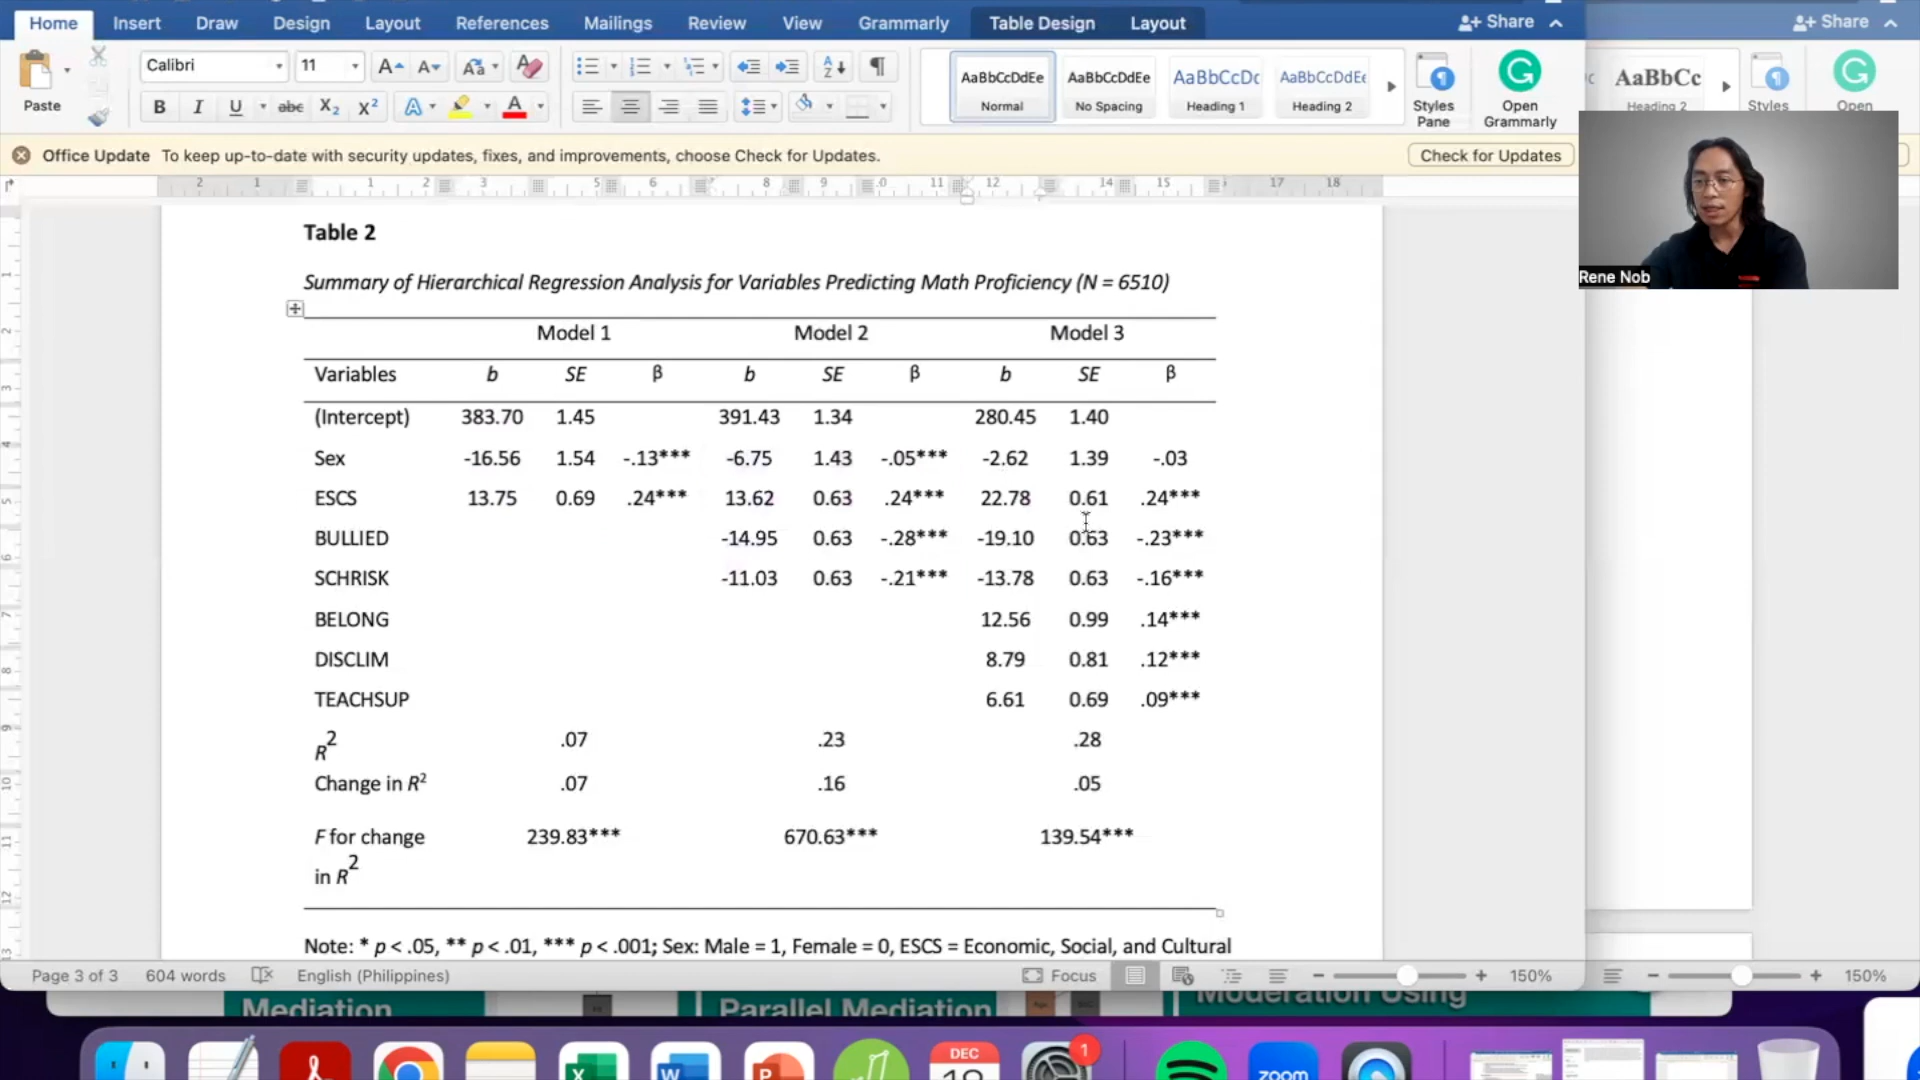 Home Insert Draw Design Layout References Mailings Review View Grammarly Table Design Layout Share Share
Calibri 11
Paste
AaBbCcDdEe AaBbCcDdEe AaBbCcDc AaBbCcDdEe AaBbCc
Normal No Spacing Heading 1 Heading 2 Styles Pane Open Grammarly Heading 2 Styles Open
Office Update To keep up-to-date with security updates, fixes, and improvements, choose Check for Updates. Check for Updates
Rene Nob
Table 2
Summary of Hierarchical Regression Analysis for Variables Predicting Math Proficiency (N = 6510)
Model 1 Model 2 Model 3
Variables b SE β b SE β b SE β
(Intercept) 383.70 1.45 391.43 1.34 280.45 1.40
Sex -16.56 1.54 -.13*** -6.75 1.43 -.05*** -2.62 1.39 -.03
ESCS 13.75 0.69 .24*** 13.62 0.63 .24*** 22.78 0.61 .24***
BULLIED -14.95 0.63 -.28*** -19.10 0.63 -.23***
SCHRISK -11.03 0.63 -.21*** -13.78 0.63 -.16***
BELONG 12.56 0.99 .14***
DISCLIM 8.79 0.81 .12***
TEACHSUP 6.61 0.69 .09***
R2 .07 .23 .28
Change in R² .07 .16 .05
F for change 239.83*** 670.63*** 139.54***
in R2
Note: * p < .05, ** p < .01, *** p < .001; Sex: Male = 1, Female = 0, ESCS = Economic, Social, and Cultural
Page 3 of 3 604 words English (Philippines) Focus 150% 150%
Mediation Parallel Mediation Moderation Using
DEC 1
zoom